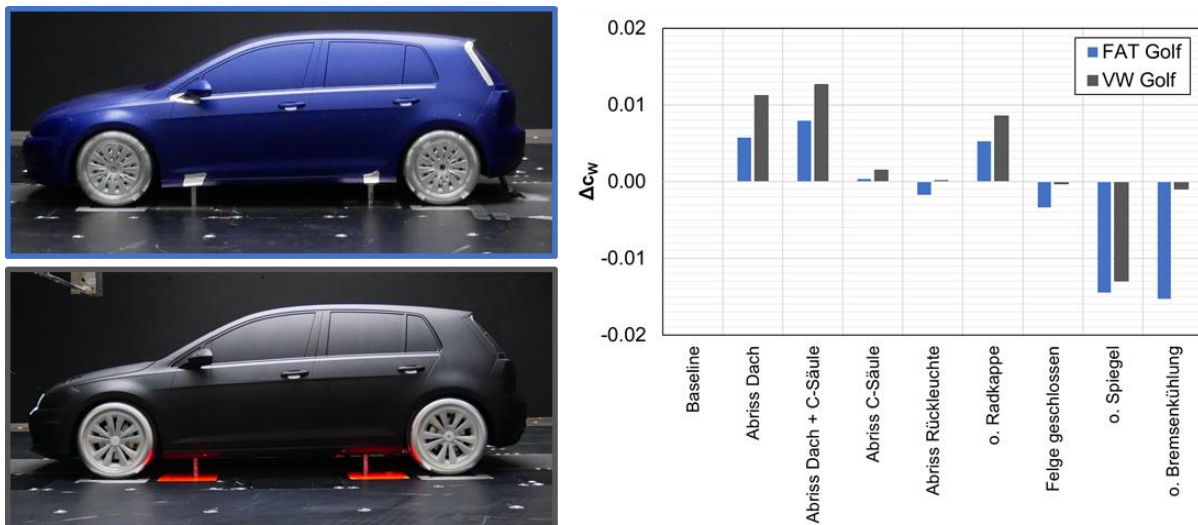 0.02
0.01
0.00
-0.01
-0.02
Δc_W
FAT Golf
VW Golf
Baseline
Abriss Dach
Abriss Dach + C-Säule
Abriss C-Säule
Abriss Rückleuchte
o. Radkappe
Felge geschlossen
o. Spiegel
o. Bremsenkühlung